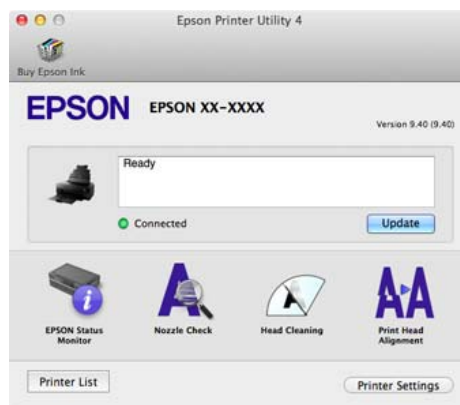 Epson Printer Utility 4
Buy Epson Ink
EPSON EPSON XX-XXXX
Version 9.40 (9.40)
Ready
Connected Update
EPSON Status
Monitor
Nozzle Check
Head Cleaning
Print Head
Alignment
Printer List Printer Settings